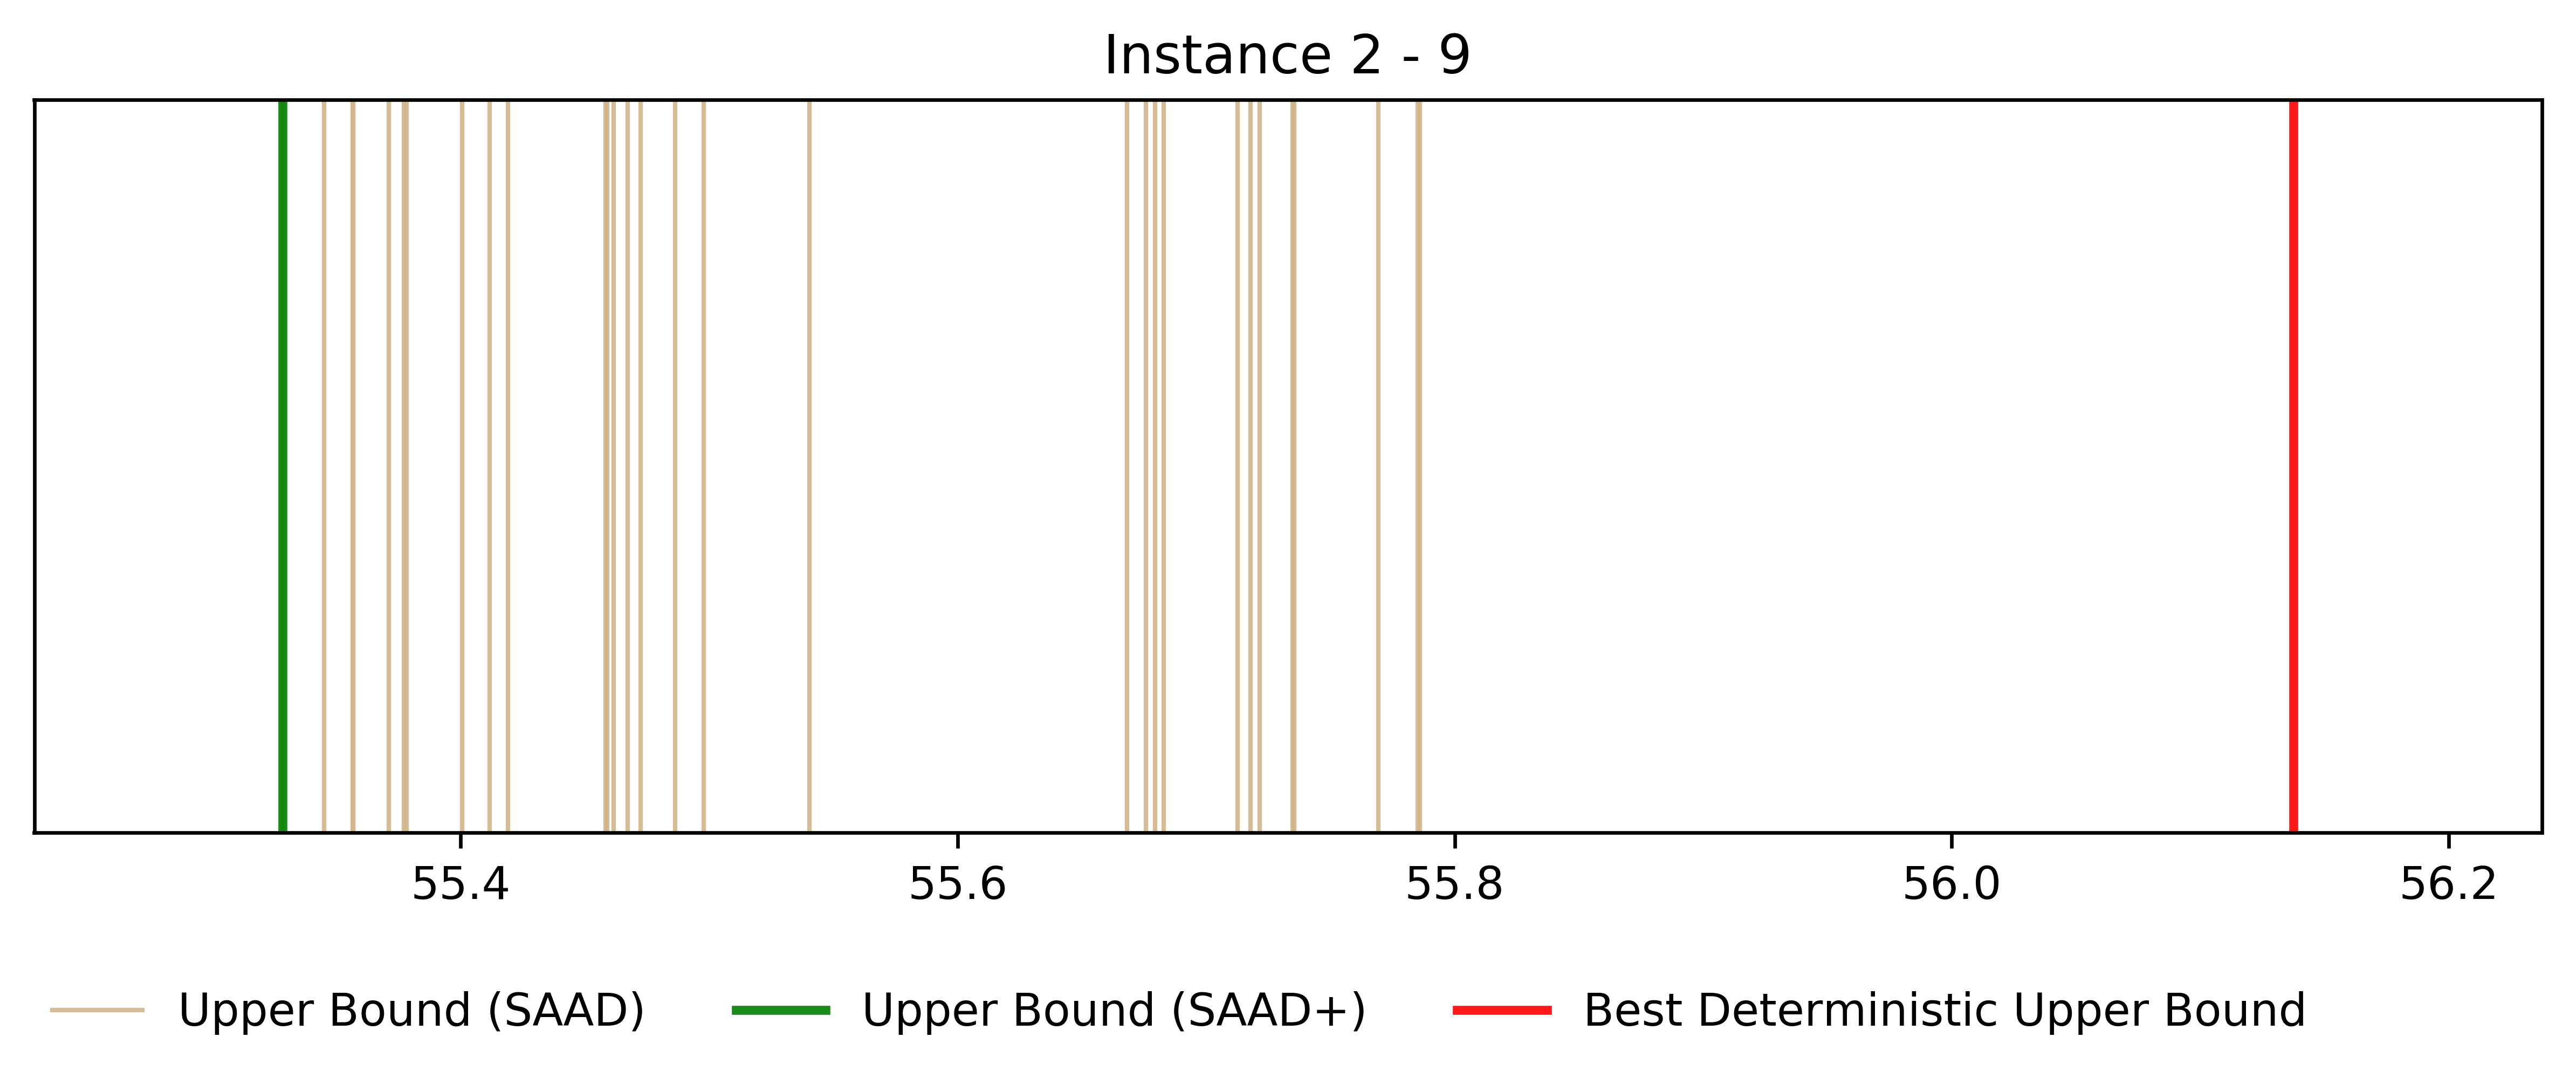 Instance 2 - 9
55.4 55.6 55.8 56.0 56.2
Upper Bound (SAAD) Upper Bound (SAAD+) Best Deterministic Upper Bound